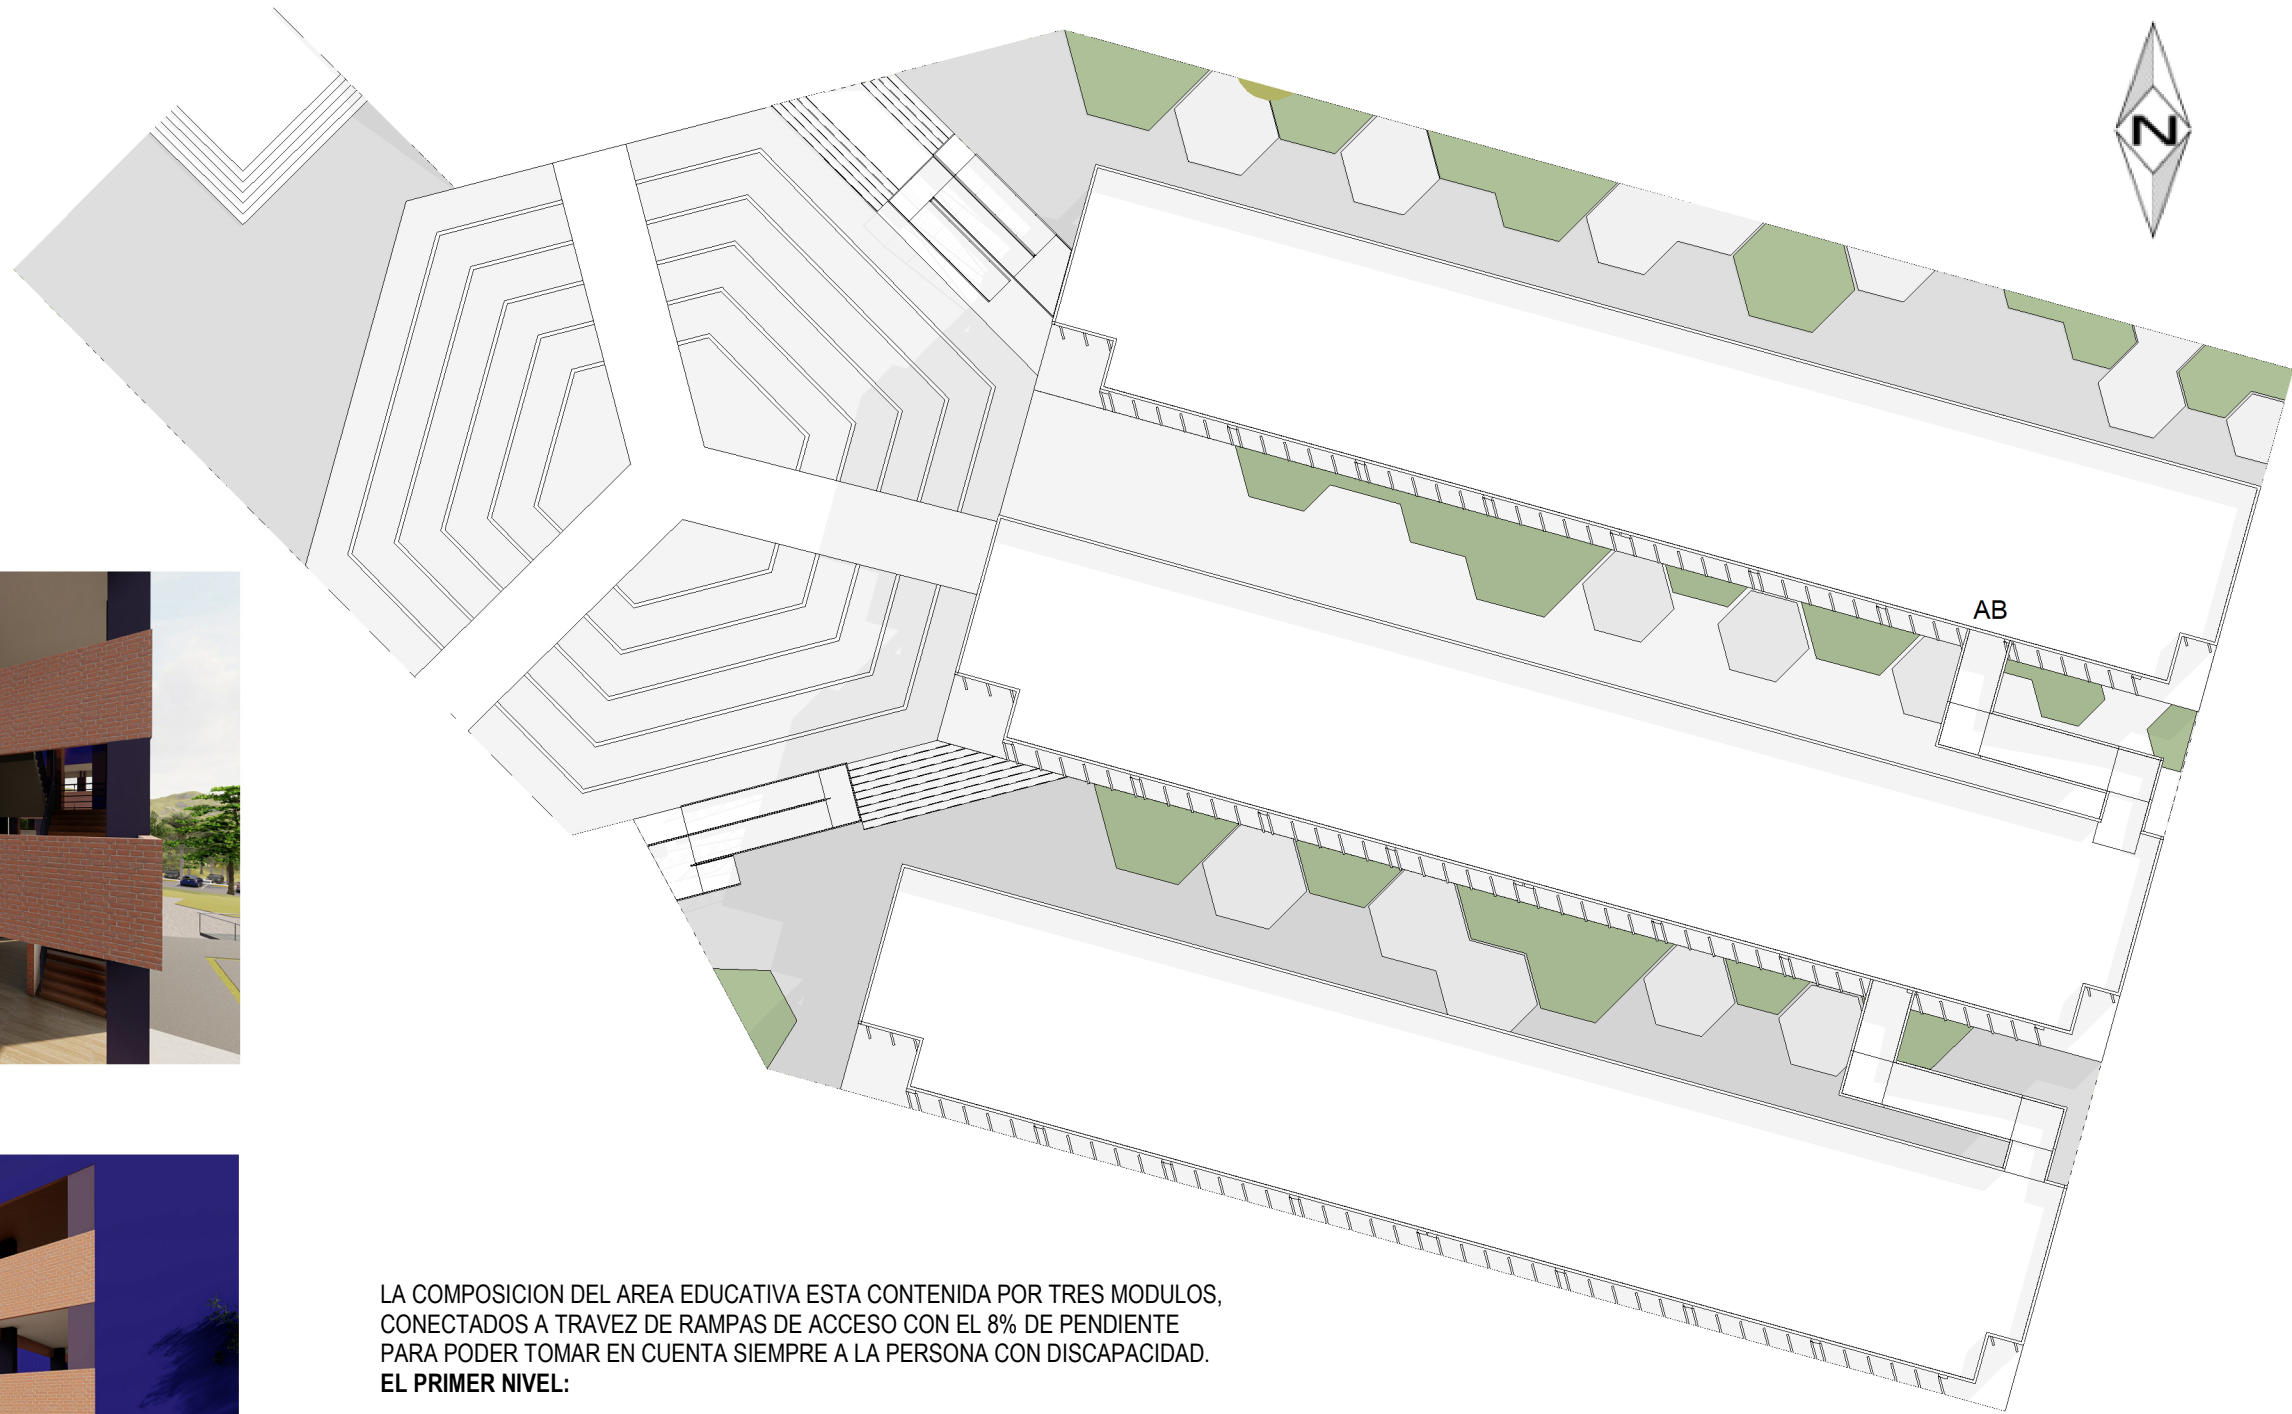 N
AB
LA COMPOSICION DEL AREA EDUCATIVA ESTA CONTENIDA POR TRES MODULOS,
CONECTADOS A TRAVEZ DE RAMPAS DE ACCESO CON EL 8% DE PENDIENTE
PARA PODER TOMAR EN CUENTA SIEMPRE A LA PERSONA CON DISCAPACIDAD.
EL PRIMER NIVEL: